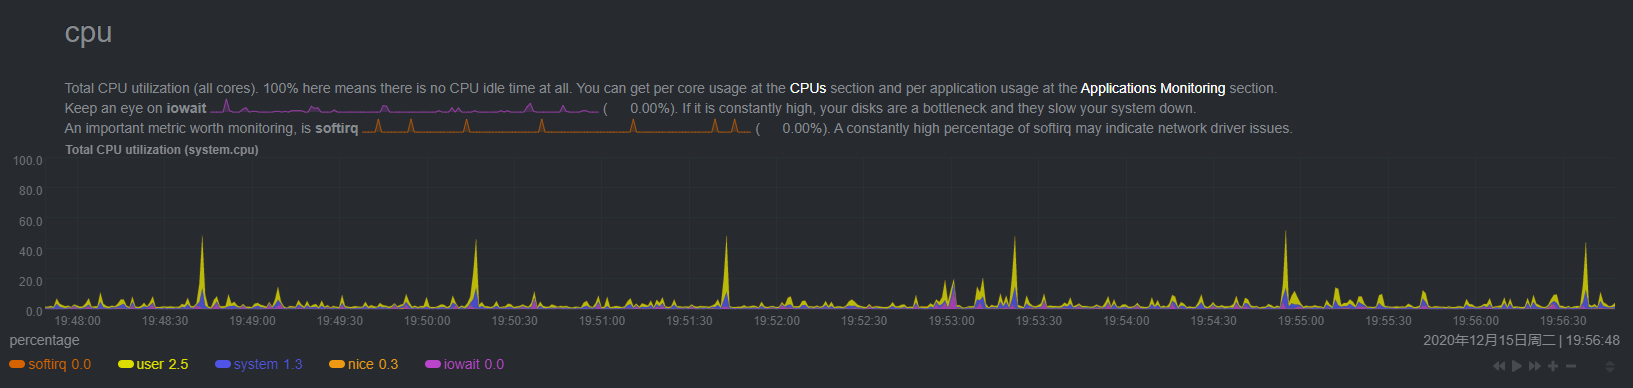 cpu
Total CPU utilization (all cores). 100% here means there is no CPU idle time at all. You can get per core usage at the CPUs section and per application usage at the Applications Monitoring section.
Keep an eye on iowait ( 0.00%). If it is constantly high, your disks are a bottleneck and they slow your system down.
An important metric worth monitoring, is softirq ( 0.00%). A constantly high percentage of softirq may indicate network driver issues.
Total CPU utilization (system.cpu)
100.0
80.0
60.0
40.0
20.0
0.0
19:48:00 19:48:30 19:49:00 19:49:30 19:50:00 19:50:30 19:51:00 19:51:30 19:52:00 19:52:30 19:53:00 19:53:30 19:54:00 19:54:30 19:55:00 19:55:30 19:56:00 19:56:30
percentage 2020年12月15日周二 | 19:56:48
softirq 0.0 user 2.5 system 1.3 nice 0.3 iowait 0.0